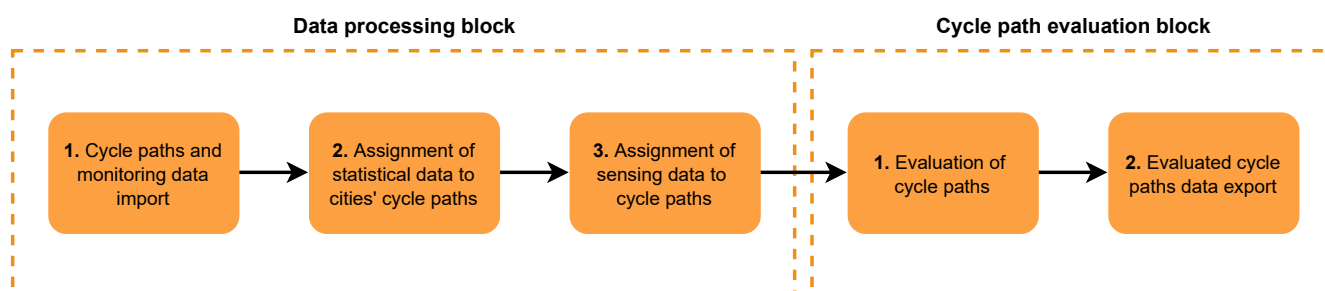 Data processing block
Cycle path evaluation block
1. Cycle paths and
monitoring data
import
2. Assignment of
statistical data to
cities' cycle paths
3. Assignment of
sensing data to
cycle paths
1. Evaluation of
cycle paths
2. Evaluated cycle
paths data export